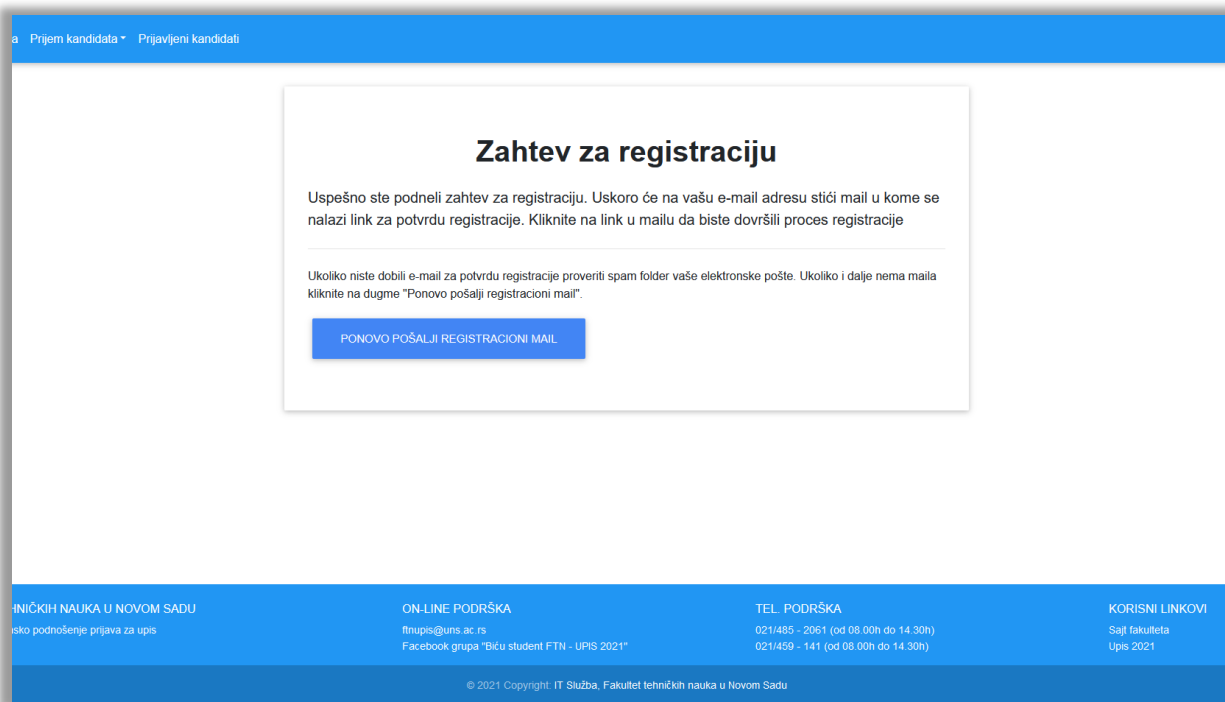 a Prijem kandidata Prijavljeni kandidati
Zahtev za registraciju
Uspešno ste podneli zahtev za registraciju. Uskoro će na vašu e-mail adresu stići mail u kome se
nalazi link za potvrdu registracije. Kliknite na link u mailu da biste dovršili proces registracije
Ukoliko niste dobili e-mail za potvrdu registracije proveriti spam folder vaše elektronske pošte. Ukoliko i dalje nema maila
kliknite na dugme "Ponovo pošalji registracioni mail".
PONOVO POŠALJI REGISTRACIONI MAIL
HNIČKIH NAUKA U NOVOM SADU
nsko podnošenje prijava za upis
ON-LINE PODRŠKA
ftnupis@uns.ac.rs
Facebook grupa "Biću student FTN - UPIS 2021"
TEL. PODRŠKA
021/485 - 2061 (od 08.00h do 14.30h)
021/459 - 141 (od 08.00h do 14.30h)
KORISNI LINKOVI
Sajt fakulteta
Upis 2021
© 2021 Copyright: IT Služba, Fakultet tehničkih nauka u Novom Sadu